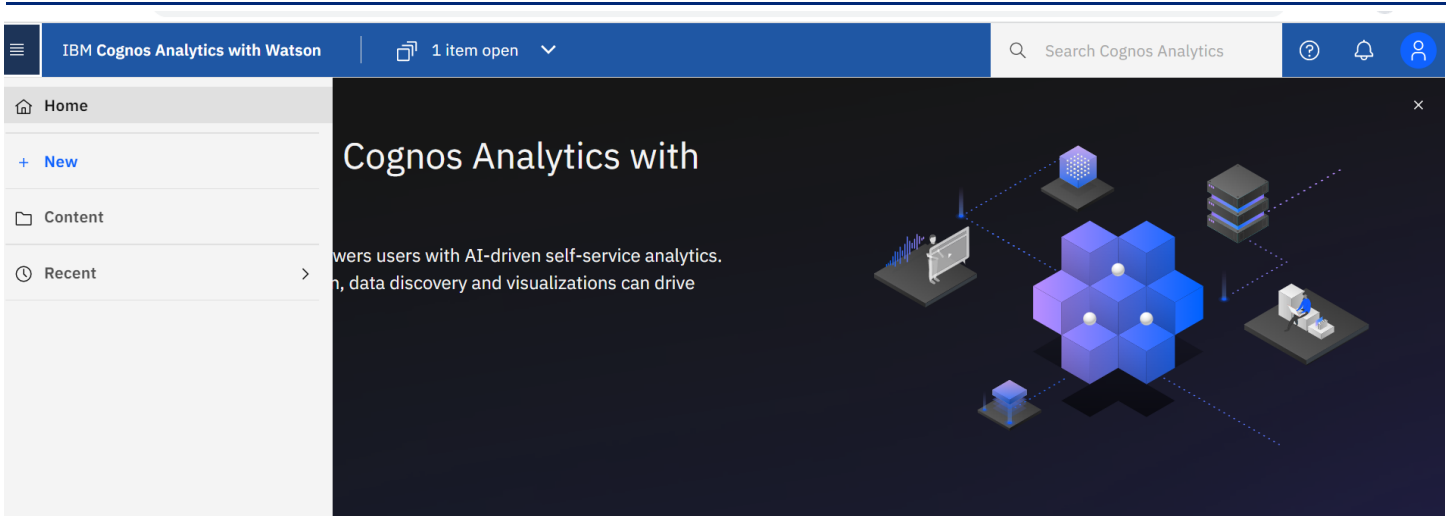 IBM Cognos Analytics with Watson
1 item open
Search Cognos Analytics
Home
New
Content
Recent
Cognos Analytics with
users with AI-driven self-service analytics.
data discovery and visualizations can drive